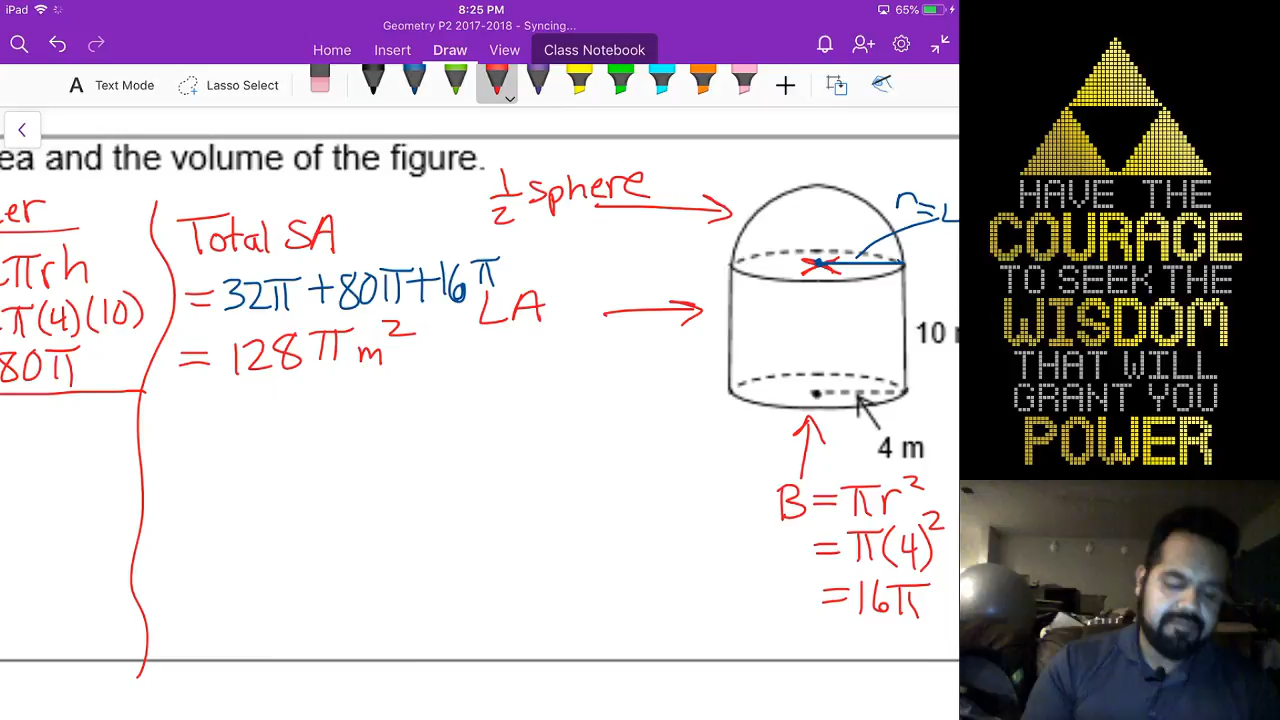 iPad 8:25 PM 65%
Geometry P2 2017-2018 - Syncing...
Home Insert Draw View Class Notebook
A Text Mode Lasso Select
ea and the volume of the figure.
er
πrh
π(4)(10)
80π
Total SA
= 32π + 80π + 16π
= 128π m²
½ sphere
LA
r =
10
4 m
B = πr²
= π(4)²
= 16π
HAVE THE
COURAGE
TO SEEK THE
WISDOM
THAT WILL
GRANT YOU
POWER